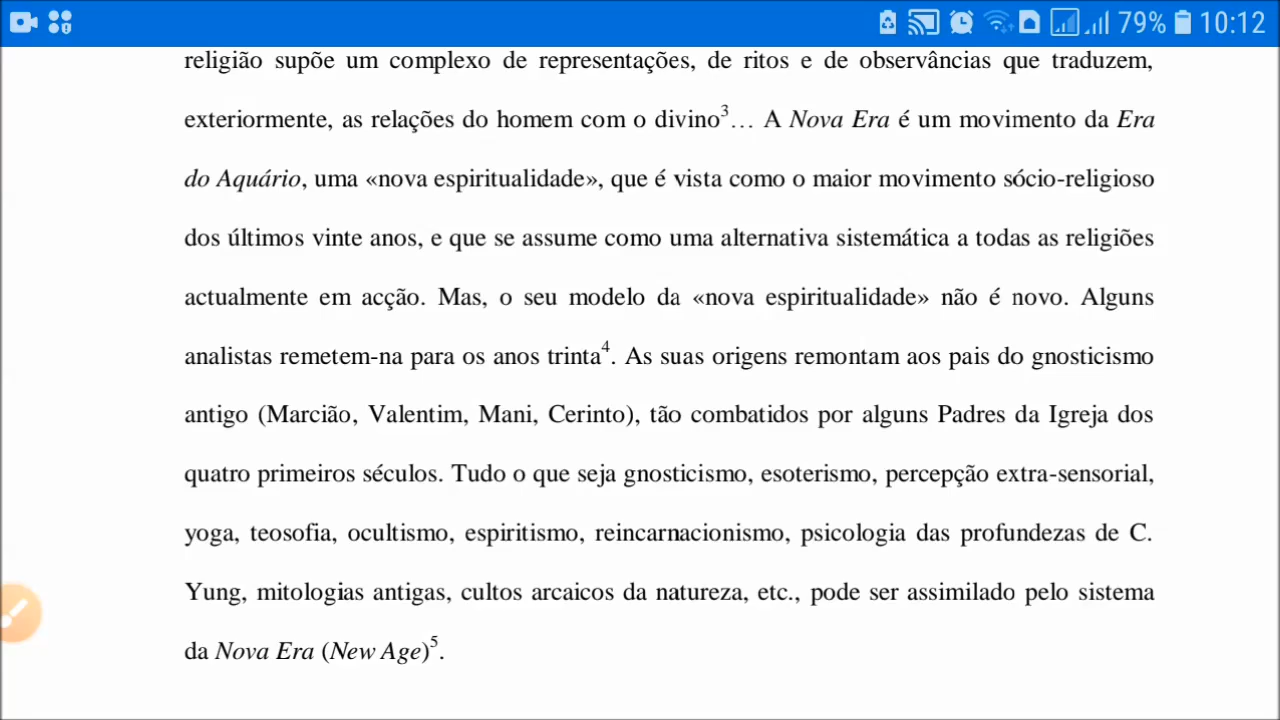 79% 10:12
religião supõe um complexo de representações, de ritos e de observâncias que traduzem,
exteriormente, as relações do homem com o divino³… A Nova Era é um movimento da Era
do Aquário, uma «nova espiritualidade», que é vista como o maior movimento sócio-religioso
dos últimos vinte anos, e que se assume como uma alternativa sistemática a todas as religiões
actualmente em acção. Mas, o seu modelo da «nova espiritualidade» não é novo. Alguns
analistas remetem-na para os anos trinta⁴. As suas origens remontam aos pais do gnosticismo
antigo (Marcião, Valentim, Mani, Cerinto), tão combatidos por alguns Padres da Igreja dos
quatro primeiros séculos. Tudo o que seja gnosticismo, esoterismo, percepção extra-sensorial,
yoga, teosofia, ocultismo, espiritismo, reincarnacionismo, psicologia das profundezas de C.
Yung, mitologias antigas, cultos arcaicos da natureza, etc., pode ser assimilado pelo sistema
da Nova Era (New Age)⁵.